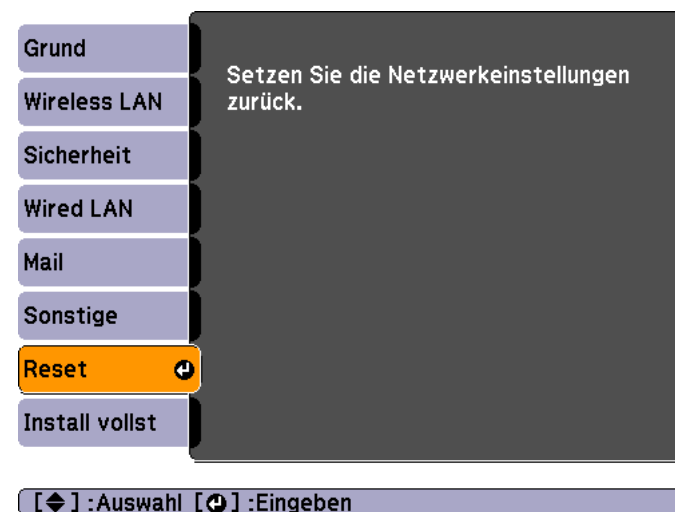 Grund
Wireless LAN
Sicherheit
Wired LAN
Mail
Sonstige
Reset
Install vollst
Setzen Sie die Netzwerkeinstellungen
zurück.
[ ] :Auswahl [ ] :Eingeben